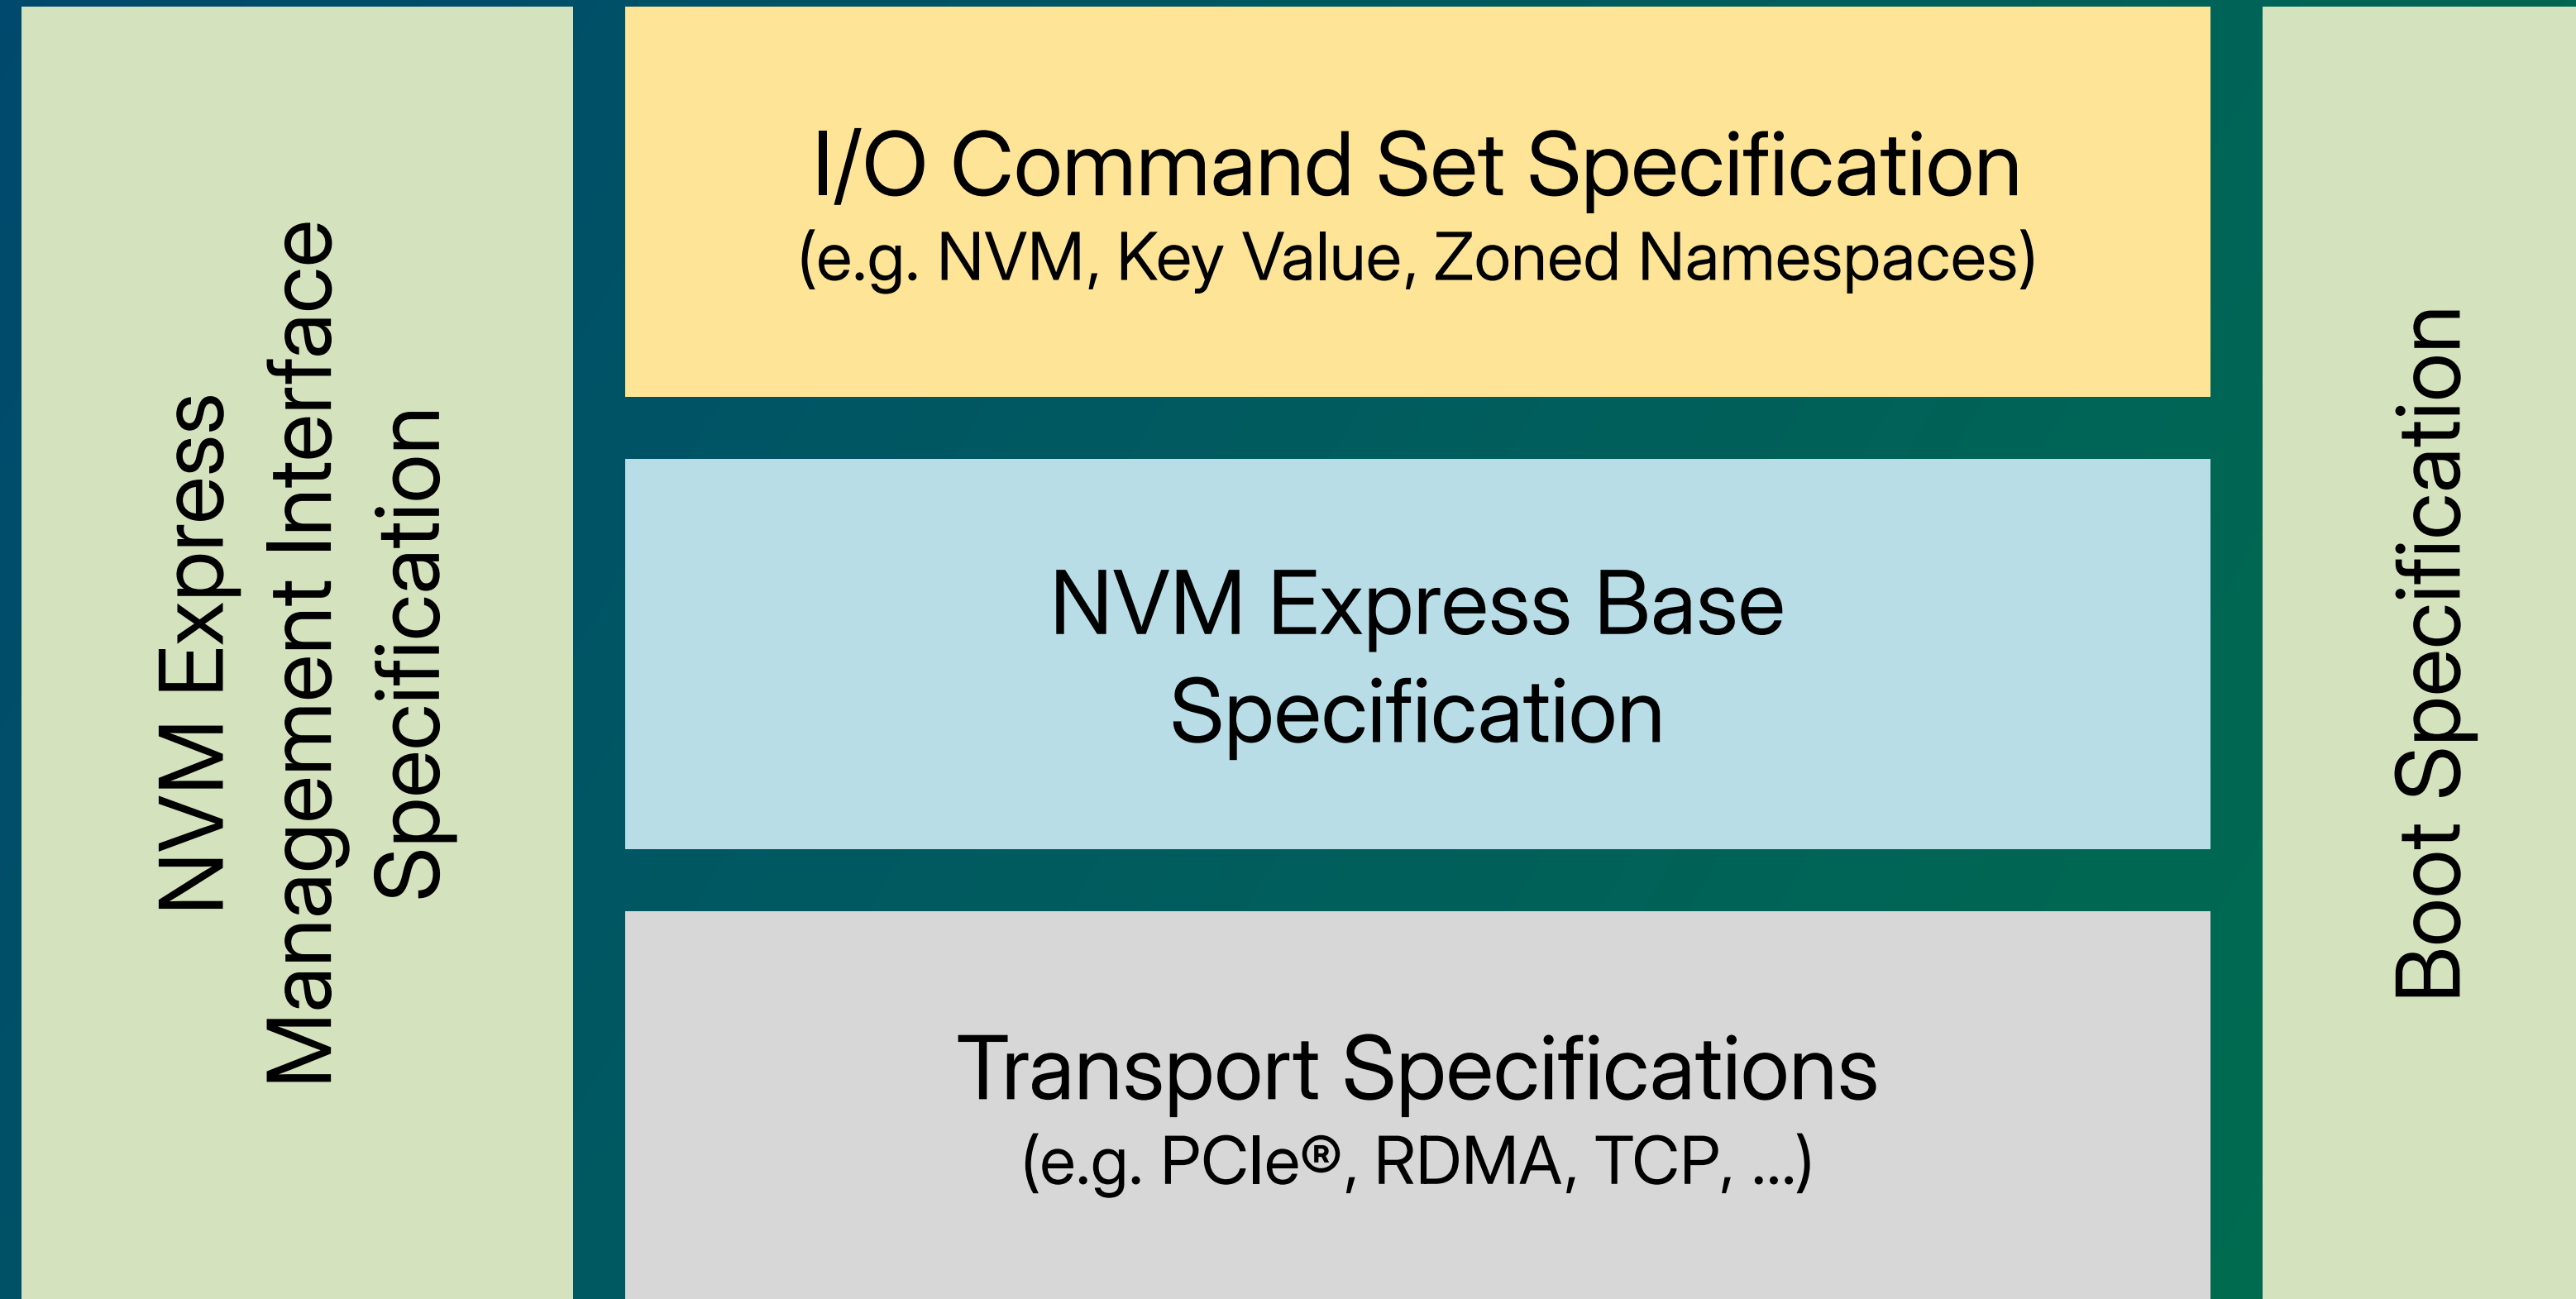 NVM Express
Management Interface
Specification
I/O Command Set Specification
(e.g. NVM, Key Value, Zoned Namespaces)
NVM Express Base
Specification
Transport Specifications
(e.g. PCIe®, RDMA, TCP, ...)
Boot Specification